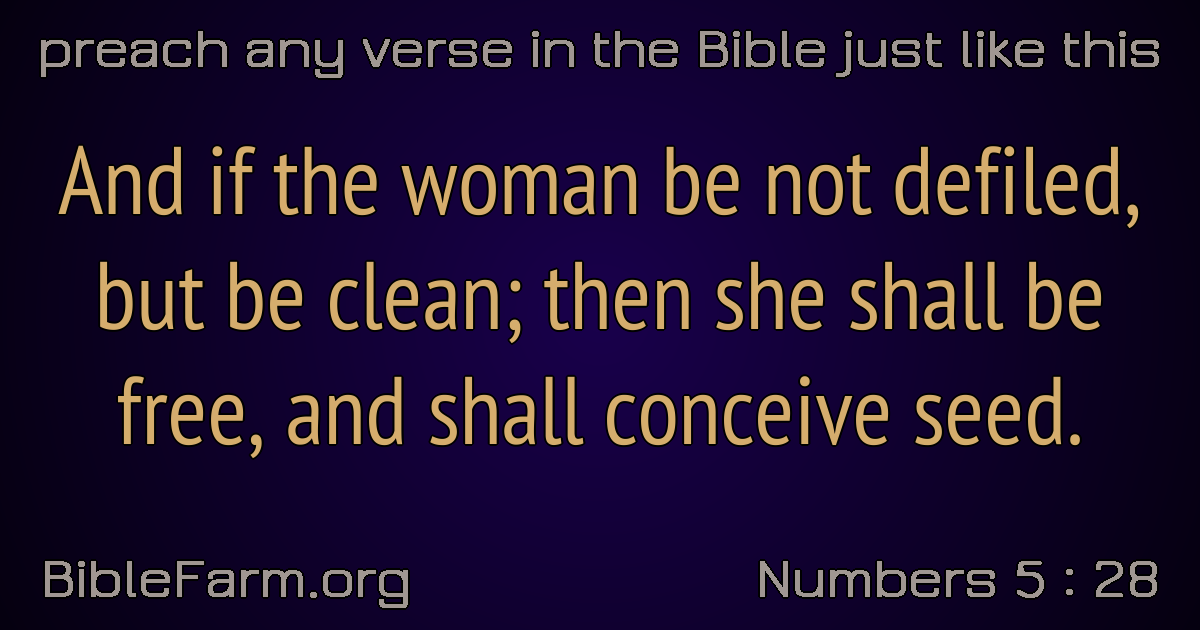 preach any verse in the Bible just like this
And if the woman be not defiled,
but be clean; then she shall be
free, and shall conceive seed.
BibleFarm.org
Numbers 5 : 28